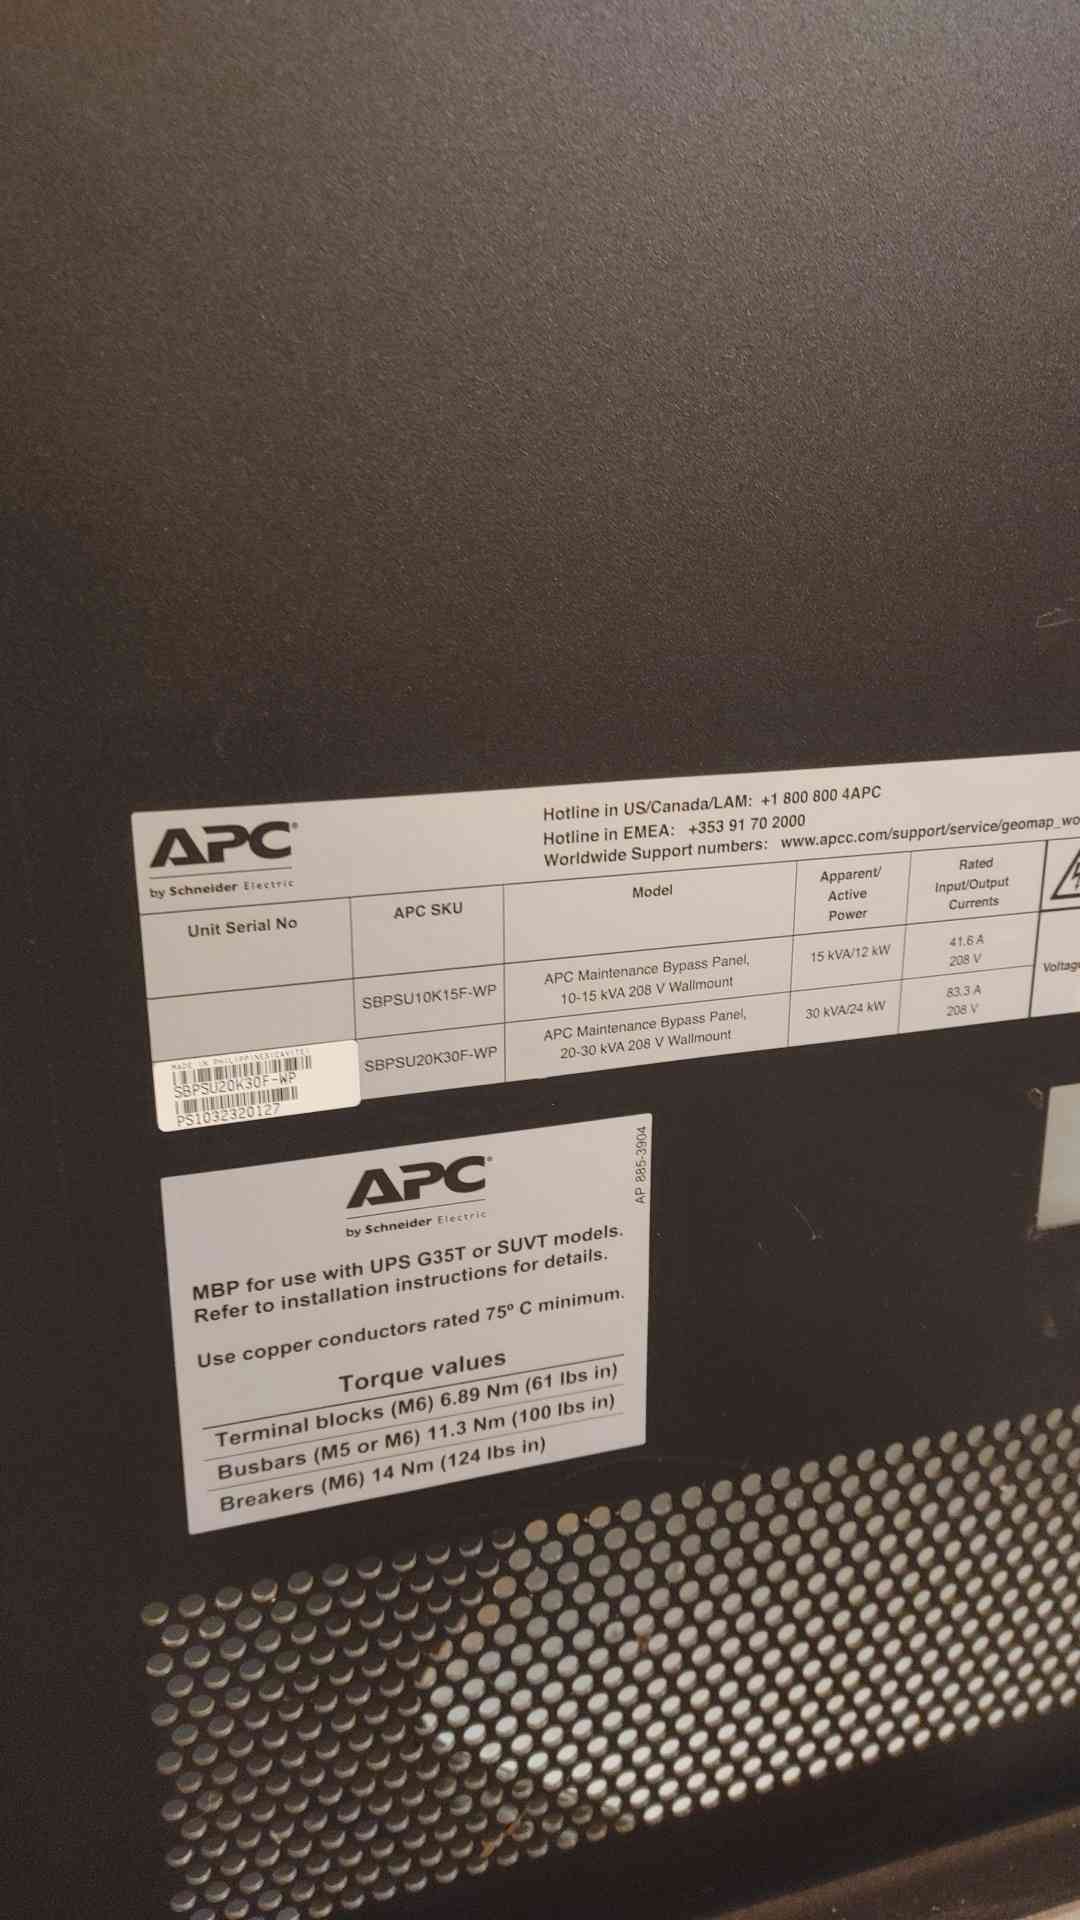 APC®
by Schneider Electric
Hotline in US/Canada/LAM: +1 800 800 4APC
Hotline in EMEA: +353 91 70 2000
Worldwide Support numbers: www.apcc.com/support/service/geomap_wo
Unit Serial No
APC SKU
Model
Apparent/
Active
Power
Rated
Input/Output
Currents
SBPSU10K15F-WP
APC Maintenance Bypass Panel,
10-15 kVA 208 V Wallmount
15 kVA/12 kW
41.6 A
208 V
Voltage
SBPSU20K30F-WP
APC Maintenance Bypass Panel,
20-30 kVA 208 V Wallmount
30 kVA/24 kW
83.3 A
208 V
MADE IN PHILIPPINES(CAVITE)
SBPSU20K30F-WP
PS1032320127
APC®
by Schneider Electric
AP 885-3904
MBP for use with UPS G35T or SUVT models.
Refer to installation instructions for details.
Use copper conductors rated 75º C minimum.
Torque values
Terminal blocks (M6) 6.89 Nm (61 lbs in)
Busbars (M5 or M6) 11.3 Nm (100 lbs in)
Breakers (M6) 14 Nm (124 lbs in)